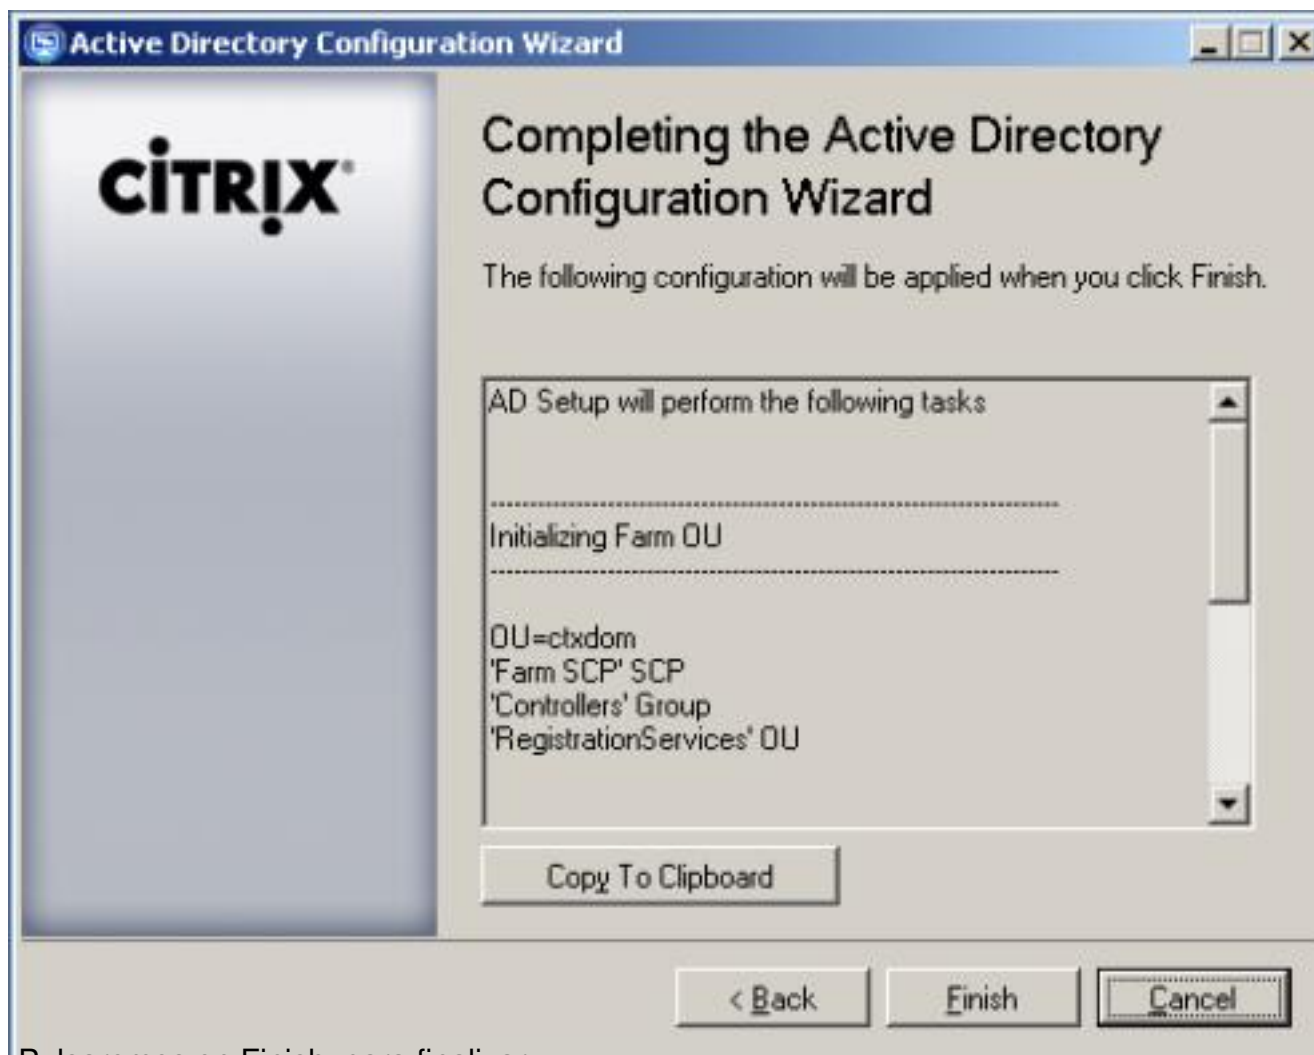 Active Directory Configuration Wizard
CİTRỊX®
Completing the Active Directory
Configuration Wizard
The following configuration will be applied when you click Finish.
AD Setup will perform the following tasks
--------------------------------------------------------------
Initializing Farm OU
--------------------------------------------------------------
OU=ctxdom
'Farm SCP' SCP
'Controllers' Group
'RegistrationServices' OU
Copy To Clipboard
< Back
Finish
Cancel